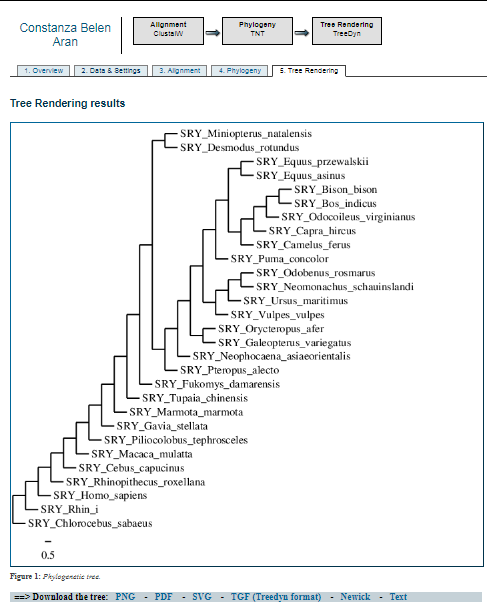 Constanza Belen
Aran
Alignment
ClustalW
Phylogeny
TNT
Tree Rendering
TreeDyn
1. Overview
2. Data & Settings
3. Alignment
4. Phylogeny
5. Tree Rendering
Tree Rendering results
SRY_Miniopterus_natalensis
SRY_Desmodus_rotundus
SRY_Equus_przewalskii
SRY_Equus_asinus
SRY_Bison_bison
SRY_Bos_indicus
SRY_Odocoileus_virginianus
SRY_Capra_hircus
SRY_Camelus_ferus
SRY_Puma_concolor
SRY_Odobenus_rosmarus
SRY_Neomonachus_schauinslandi
SRY_Ursus_maritimus
SRY_Vulpes_vulpes
SRY_Orycteropus_afer
SRY_Galeopterus_variegatus
SRY_Neophocaena_asiaeorientalis
SRY_Pteropus_alecto
SRY_Fukomys_damarensis
SRY_Tupaia_chinensis
SRY_Marmota_marmota
SRY_Gavia_stellata
SRY_Piliocolobus_tephrosceles
SRY_Macaca_mulatta
SRY_Cebus_capucinus
SRY_Rhinopithecus_roxellana
SRY_Homo_sapiens
SRY_Rhin_i
SRY_Chlorocebus_sabaeus
0.5
Figure 1: Phylogenetic tree.
==> Download the tree: PNG - PDF - SVG - TGF (Treedyn format) - Newick - Text